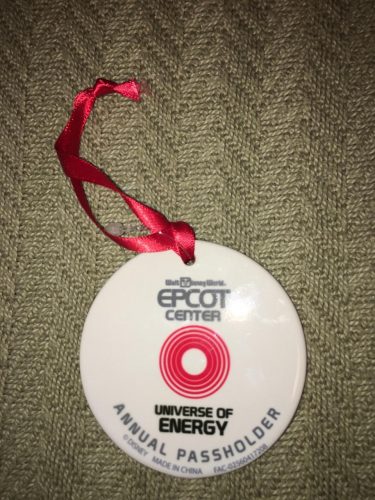 Walt Disney World.
EPCOT
CENTER
UNIVERSE OF
ENERGY
ANNUAL PASSHOLDER
© DISNEY MADE IN CHINA